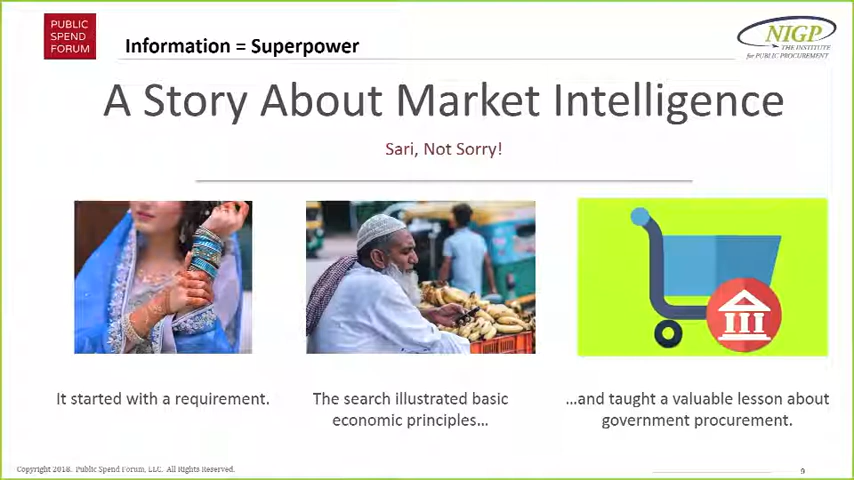 PUBLIC
SPEND
FORUM
Information = Superpower
NIGP
THE INSTITUTE
for PUBLIC PROCUREMENT
A Story About Market Intelligence
Sari, Not Sorry!
It started with a requirement.
The search illustrated basic
economic principles…
…and taught a valuable lesson about
government procurement.
Copyright 2018. Public Spend Forum, LLC. All Rights Reserved.
9